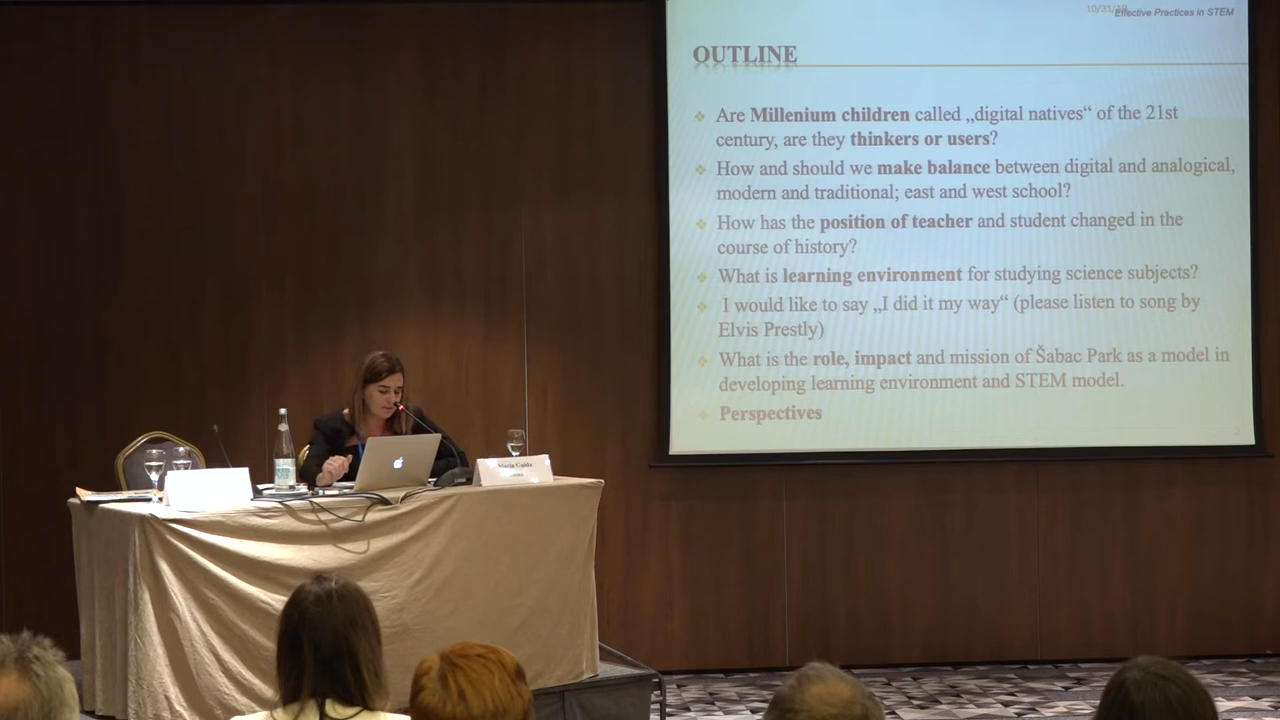 10/31/19
Effective Practices in STEM
OUTLINE
Are Millenium children called „digital natives“ of the 21st
century, are they thinkers or users?
How and should we make balance between digital and analogical,
modern and traditional; east and west school?
How has the position of teacher and student changed in the
course of history?
What is learning environment for studying science subjects?
I would like to say „I did it my way“ (please listen to song by
Elvis Prestly)
What is the role, impact and mission of Šabac Park as a model in
developing learning environment and STEM model.
Perspectives